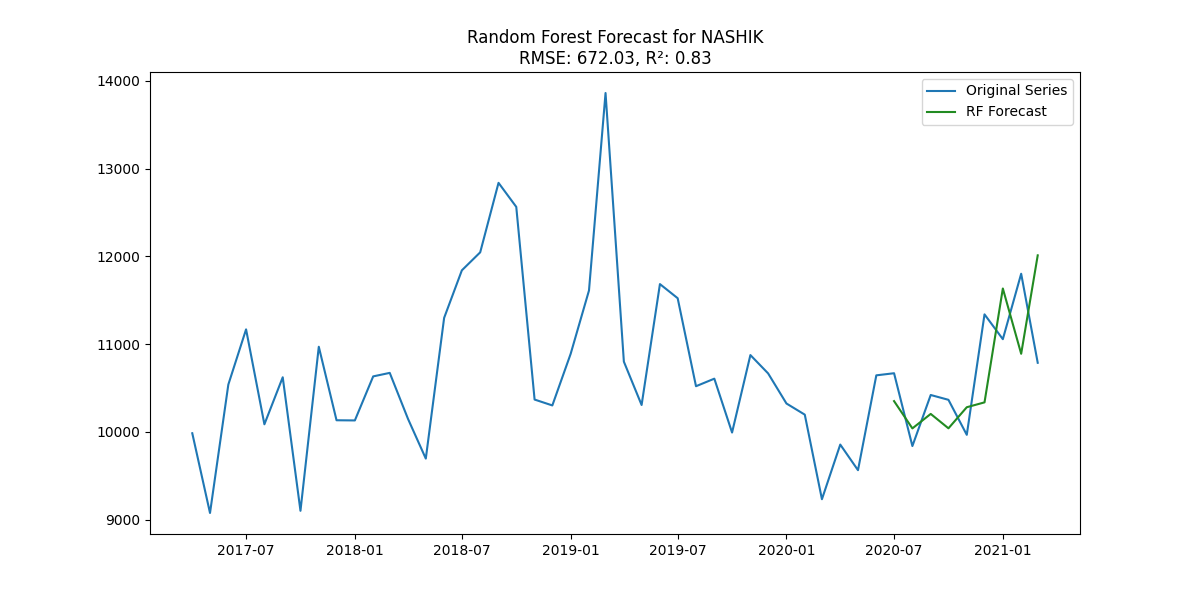 Random Forest Forecast for NASHIK
RMSE: 672.03, R²: 0.83
Original Series
RF Forecast
14000
13000
12000
11000
10000
9000
2017-07 2018-01 2018-07 2019-01 2019-07 2020-01 2020-07 2021-01